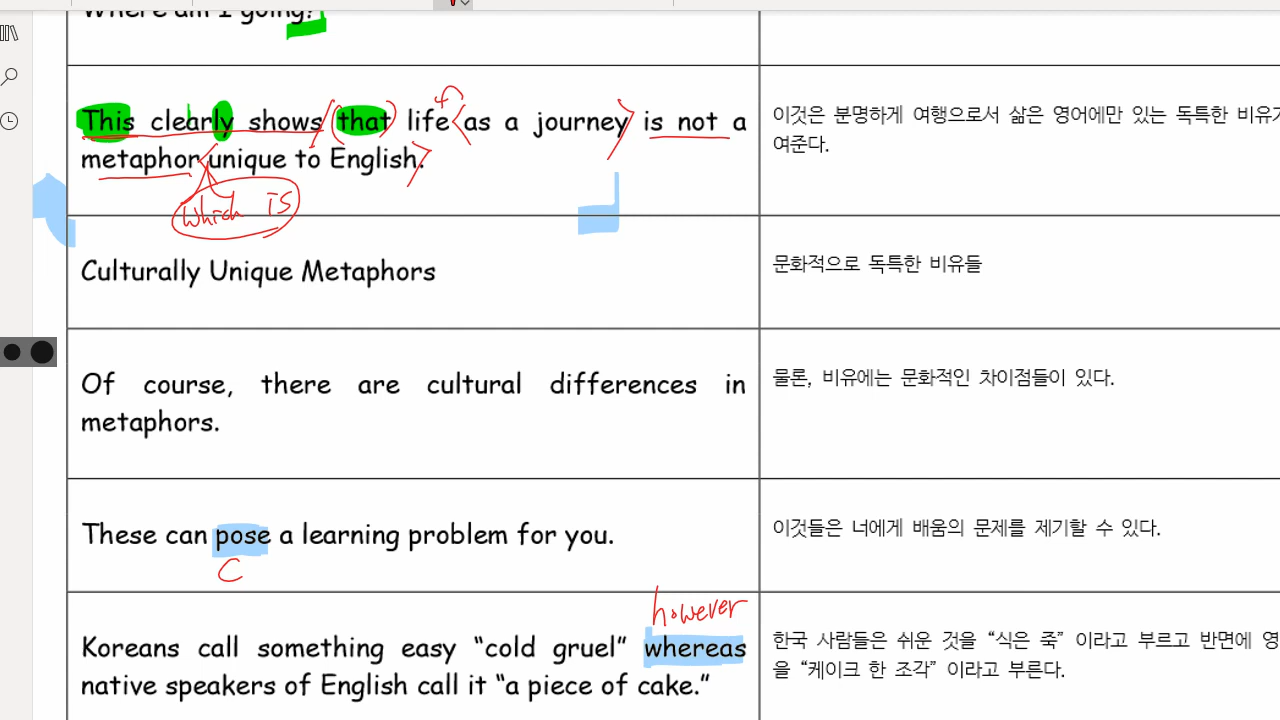 Where am I going?
This clearly shows (that) life as a journey is not a
metaphor unique to English.
which is
이것은 분명하게 여행으로서 삶은 영어에만 있는 독특한 비유가
여준다.
Culturally Unique Metaphors
문화적으로 독특한 비유들
Of course, there are cultural differences in
metaphors.
물론, 비유에는 문화적인 차이점들이 있다.
These can pose a learning problem for you.
C
이것들은 너에게 배움의 문제를 제기할 수 있다.
however
Koreans call something easy “cold gruel” whereas
native speakers of English call it “a piece of cake.”
한국 사람들은 쉬운 것을 “식은 죽” 이라고 부르고 반면에 영
을 “케이크 한 조각” 이라고 부른다.